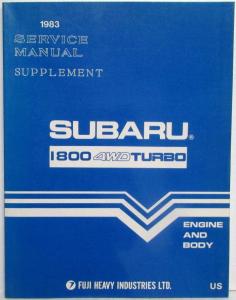 1983
SERVICE
MANUAL
SUPPLEMENT
SUBARU®
1800 4WD TURBO
ENGINE
AND
BODY
FUJI HEAVY INDUSTRIES LTD.
US